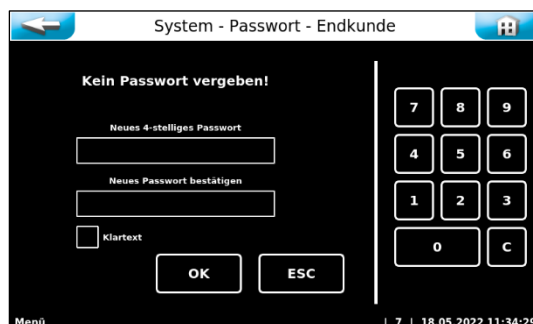 System - Passwort - Endkunde
Kein Passwort vergeben!
Neues 4-stelliges Passwort
Neues Passwort bestätigen
Klartext
OK ESC
7 8 9
4 5 6
1 2 3
0 C
Menü | 7 | 18.05.2022 11:34:29